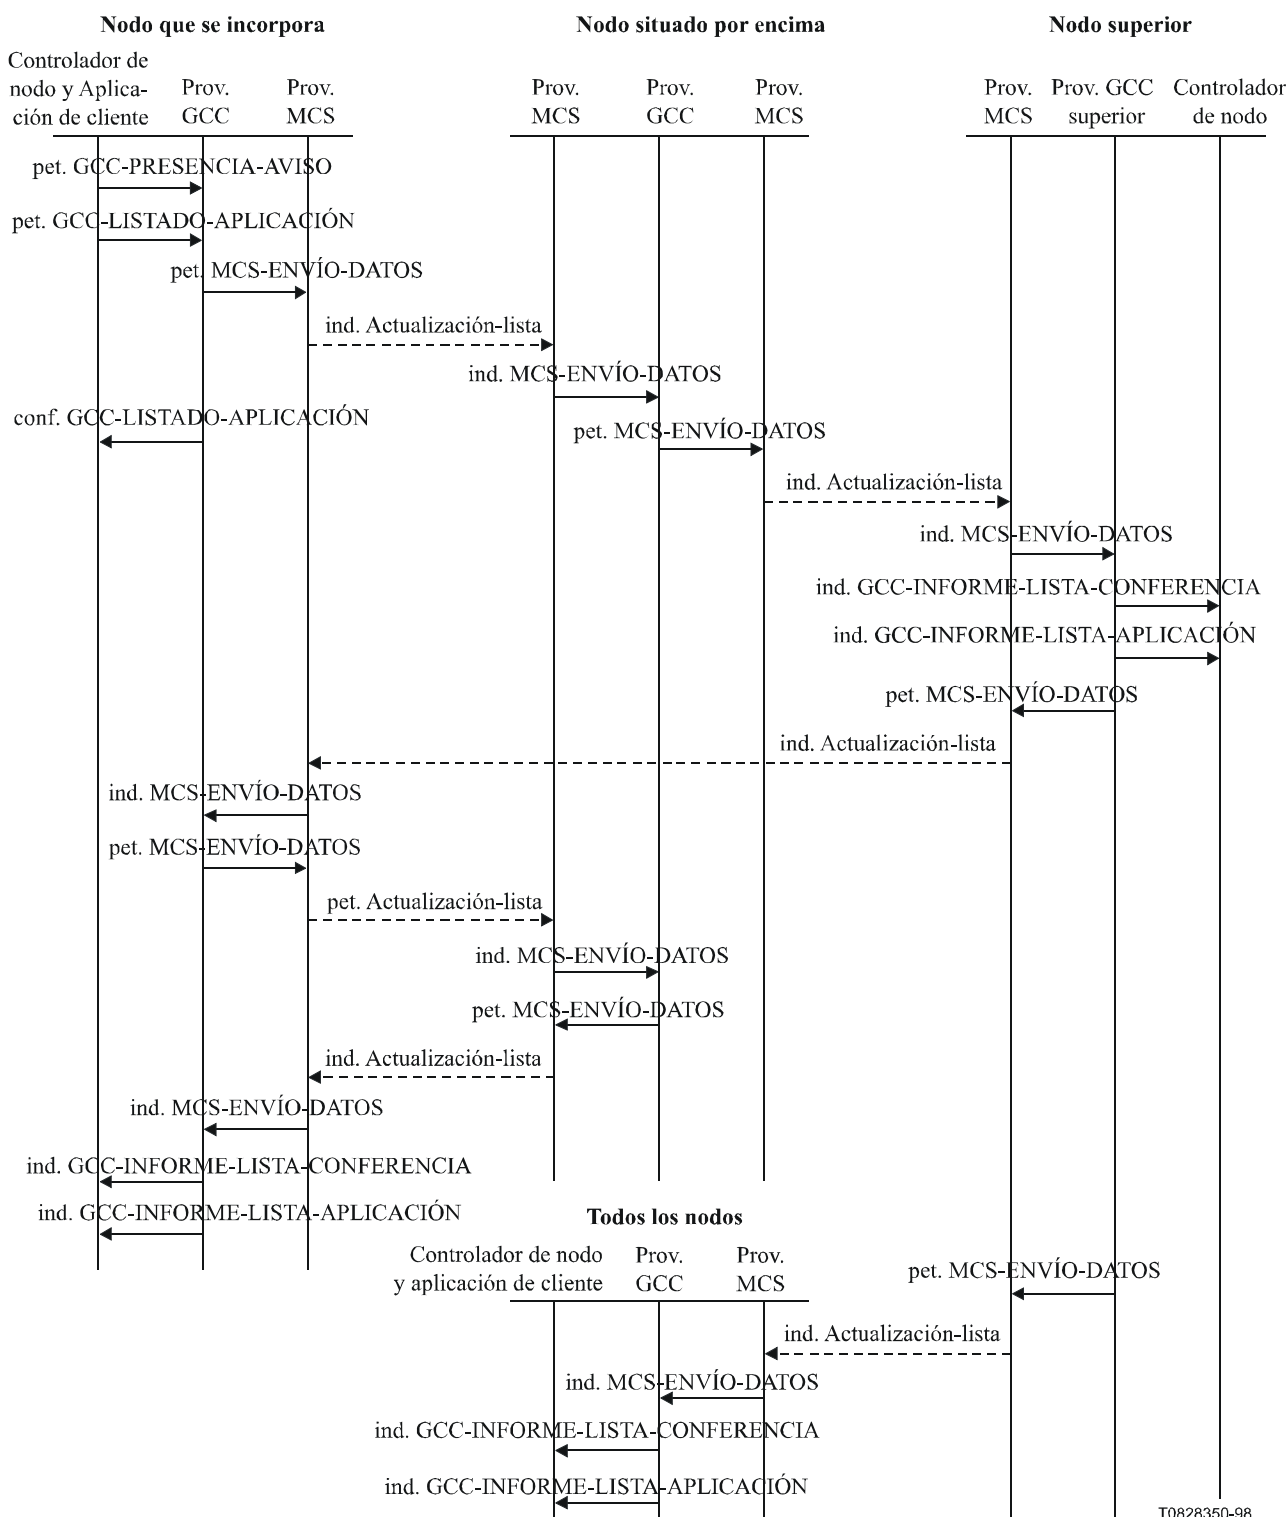 Nodo que se incorpora
Nodo situado por encima
Nodo superior
Controlador de
nodo y Aplica-
ción de cliente
Prov.
GCC
Prov.
MCS
Prov.
MCS
Prov.
GCC
Prov.
MCS
Prov.
MCS
Prov. GCC
superior
Controlador
de nodo
pet. GCC-PRESENCIA-AVISO
pet. GCC-LISTADO-APLICACIÓN
pet. MCS-ENVÍO-DATOS
ind. Actualización-lista
ind. MCS-ENVÍO-DATOS
conf. GCC-LISTADO-APLICACIÓN
pet. MCS-ENVÍO-DATOS
ind. Actualización-lista
ind. MCS-ENVÍO-DATOS
ind. GCC-INFORME-LISTA-CONFERENCIA
ind. GCC-INFORME-LISTA-APLICACIÓN
pet. MCS-ENVÍO-DATOS
ind. Actualización-lista
ind. MCS-ENVÍO-DATOS
pet. MCS-ENVÍO-DATOS
pet. Actualización-lista
ind. MCS-ENVÍO-DATOS
pet. MCS-ENVÍO-DATOS
ind. Actualización-lista
ind. MCS-ENVÍO-DATOS
ind. GCC-INFORME-LISTA-CONFERENCIA
ind. GCC-INFORME-LISTA-APLICACIÓN
Todos los nodos
Controlador de nodo
y aplicación de cliente
Prov.
GCC
Prov.
MCS
pet. MCS-ENVÍO-DATOS
ind. Actualización-lista
ind. MCS-ENVÍO-DATOS
ind. GCC-INFORME-LISTA-CONFERENCIA
ind. GCC-INFORME-LISTA-APLICACIÓN
T0828350-98